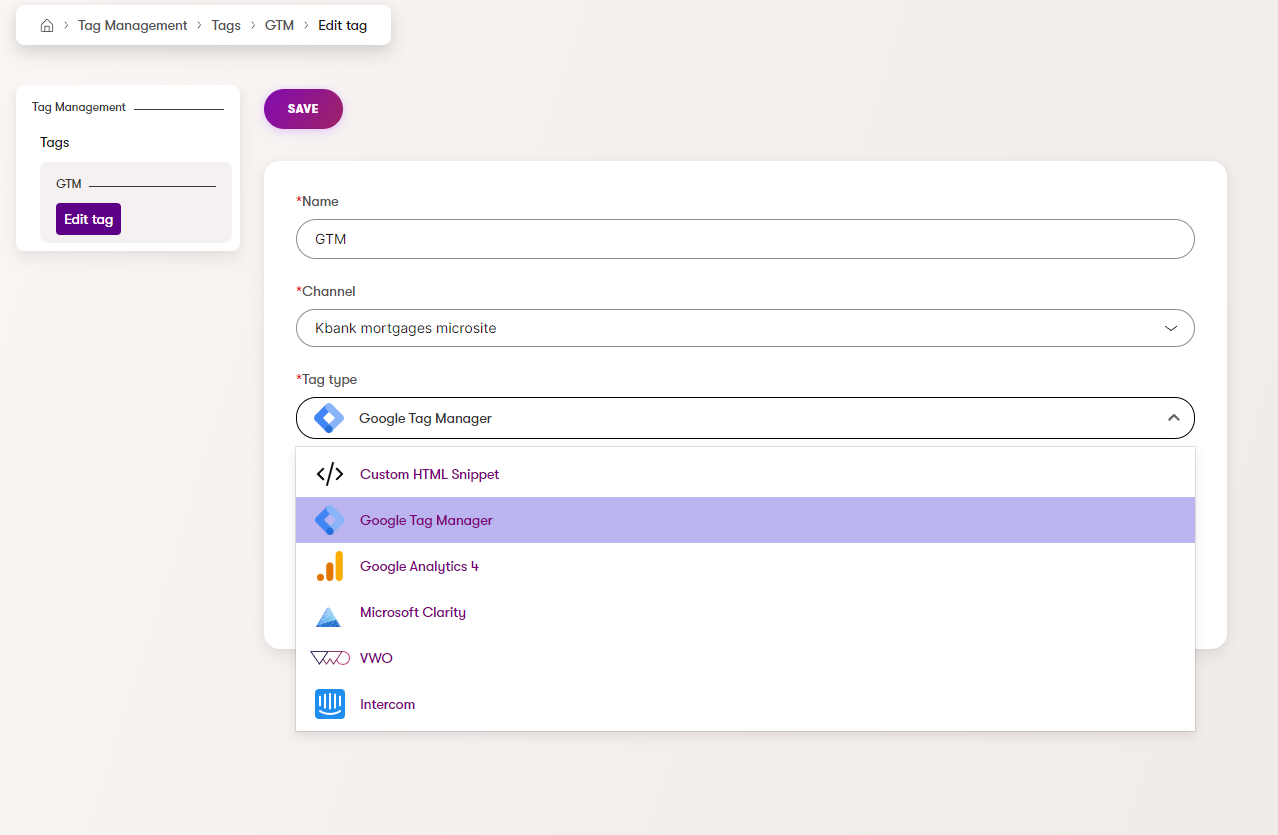 Tag Management > Tags > GTM > Edit tag
Tag Management
Tags
GTM
Edit tag
SAVE
*Name
GTM
*Channel
Kbank mortgages microsite
*Tag type
Google Tag Manager
Custom HTML Snippet
Google Tag Manager
Google Analytics 4
Microsoft Clarity
VWO
Intercom